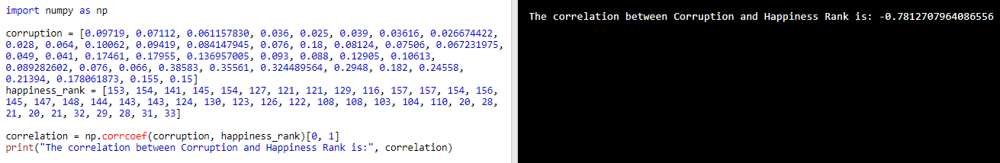 import numpy as np
corruption = [0.09719, 0.07112, 0.061157830, 0.036, 0.025, 0.039, 0.03616, 0.026674422,
0.028, 0.064, 0.10062, 0.09419, 0.084147945, 0.076, 0.18, 0.08124, 0.07506, 0.067231975,
0.049, 0.041, 0.17461, 0.17955, 0.136957005, 0.093, 0.088, 0.12905, 0.10613,
0.089282602, 0.076, 0.066, 0.38583, 0.35561, 0.324489564, 0.2948, 0.182, 0.24558,
0.21394, 0.178061873, 0.155, 0.15]
happiness_rank = [153, 154, 141, 145, 154, 127, 121, 121, 129, 116, 157, 157, 154, 156,
145, 147, 148, 144, 143, 143, 124, 130, 123, 126, 122, 108, 108, 103, 104, 110, 20, 28,
21, 20, 21, 32, 29, 28, 31, 33]
correlation = np.corrcoef(corruption, happiness_rank)[0, 1]
print("The correlation between Corruption and Happiness Rank is:", correlation)
The correlation between Corruption and Happiness Rank is: -0.7812707964086556